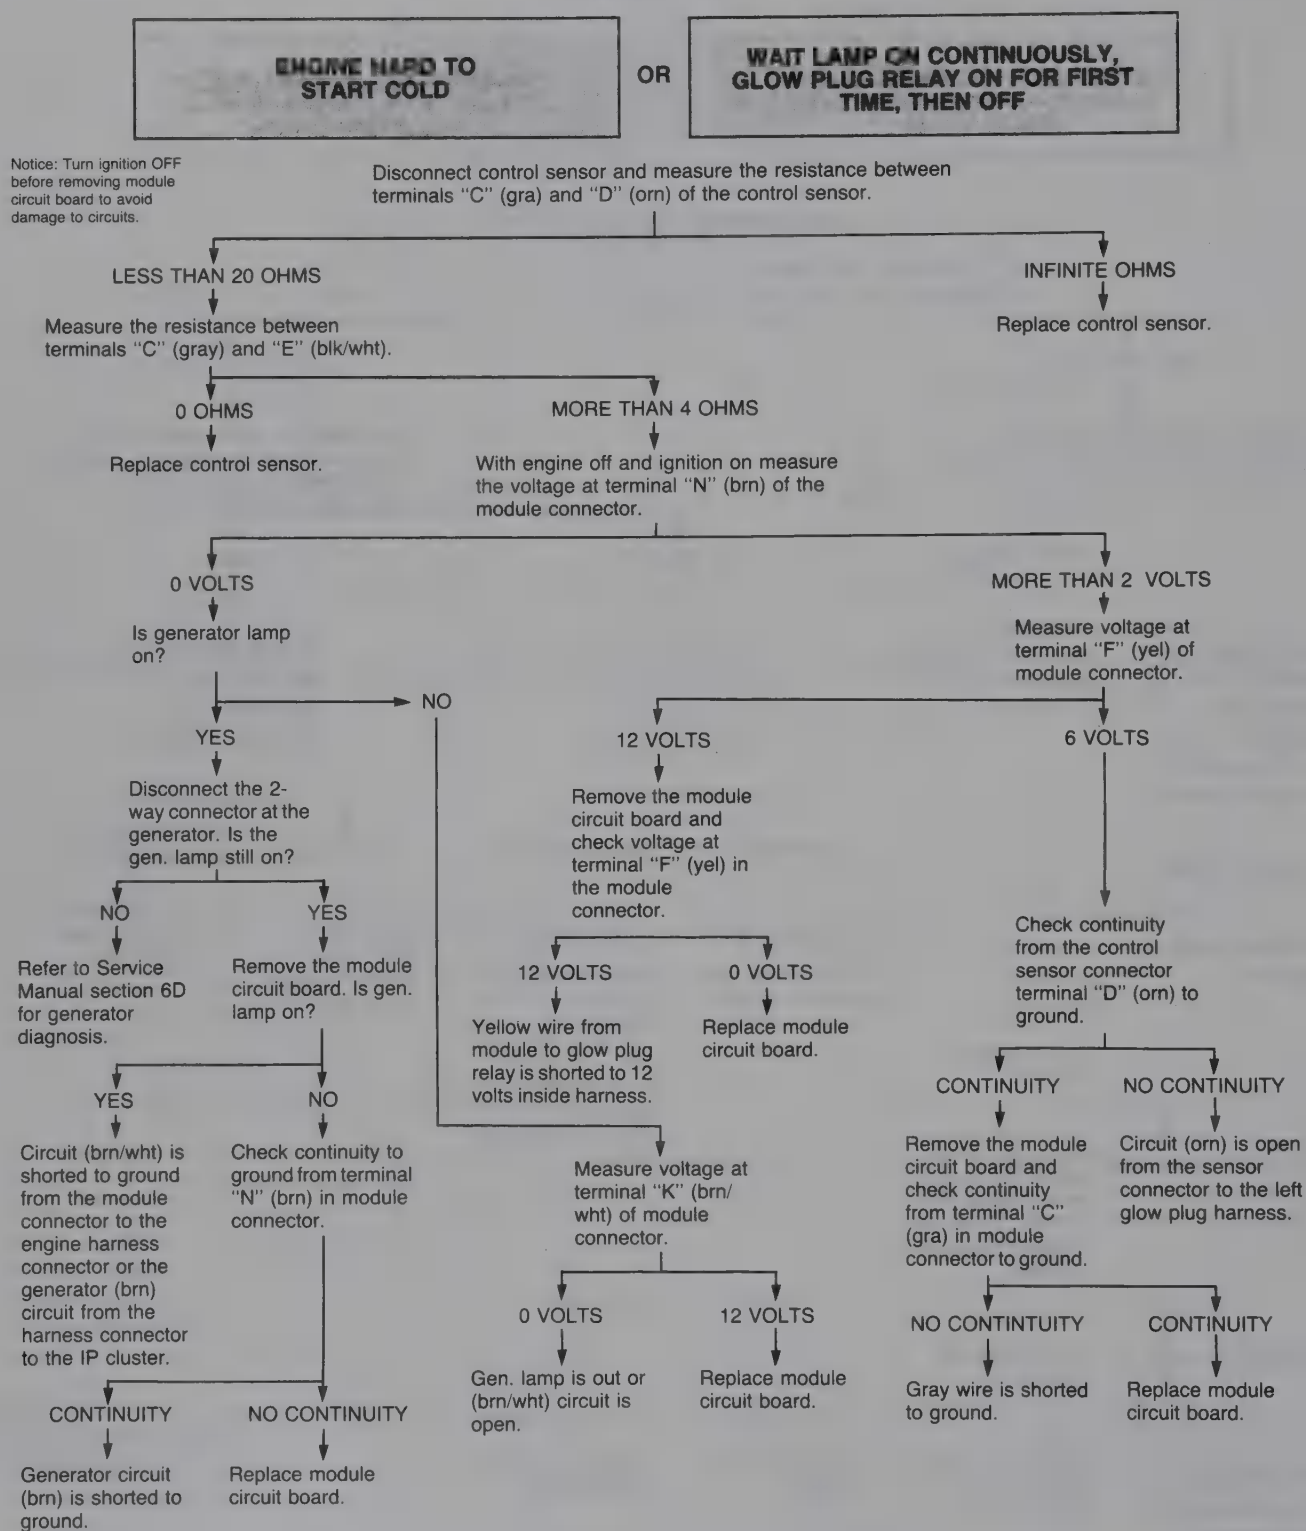 ENGINE HARD TO
START COLD
OR
WAIT LAMP ON CONTINUOUSLY,
GLOW PLUG RELAY ON FOR FIRST
TIME, THEN OFF
Notice: Turn ignition OFF
before removing module
circuit board to avoid
damage to circuits.
Disconnect control sensor and measure the resistance between
terminals "C" (gra) and "D" (orn) of the control sensor.
LESS THAN 20 OHMS
INFINITE OHMS
Measure the resistance between
terminals "C" (gray) and "E" (blk/wht).
Replace control sensor.
0 OHMS
MORE THAN 4 OHMS
Replace control sensor.
With engine off and ignition on measure
the voltage at terminal "N" (brn) of the
module connector.
0 VOLTS
MORE THAN 2 VOLTS
Is generator lamp
on?
Measure voltage at
terminal "F" (yel) of
module connector.
NO
YES
12 VOLTS
6 VOLTS
Disconnect the 2-
way connector at the
generator. Is the
gen. lamp still on?
Remove the module
circuit board and
check voltage at
terminal "F" (yel) in
the module
connector.
NO
YES
Check continuity
from the control
sensor connector
terminal "D" (orn) to
ground.
Refer to Service
Manual section 6D
for generator
diagnosis.
Remove the module
circuit board. Is gen.
lamp on?
12 VOLTS
0 VOLTS
Yellow wire from
module to glow plug
relay is shorted to 12
volts inside harness.
Replace module
circuit board.
YES
NO
CONTINUITY
NO CONTINUITY
Circuit (brn/wht) is
shorted to ground
from the module
connector to the
engine harness
connector or the
generator (brn)
circuit from the
harness connector
to the IP cluster.
Check continuity to
ground from terminal
"N" (brn) in module
connector.
Measure voltage at
terminal "K" (brn/
wht) of module
connector.
Remove the module
circuit board and
check continuity
from terminal "C"
(gra) in module
connector to ground.
Circuit (orn) is open
from the sensor
connector to the left
glow plug harness.
0 VOLTS
12 VOLTS
NO CONTINTUITY
CONTINUITY
Gen. lamp is out or
(brn/wht) circuit is
open.
Replace module
circuit board.
Gray wire is shorted
to ground.
Replace module
circuit board.
CONTINUITY
NO CONTINUITY
Generator circuit
(brn) is shorted to
ground.
Replace module
circuit board.